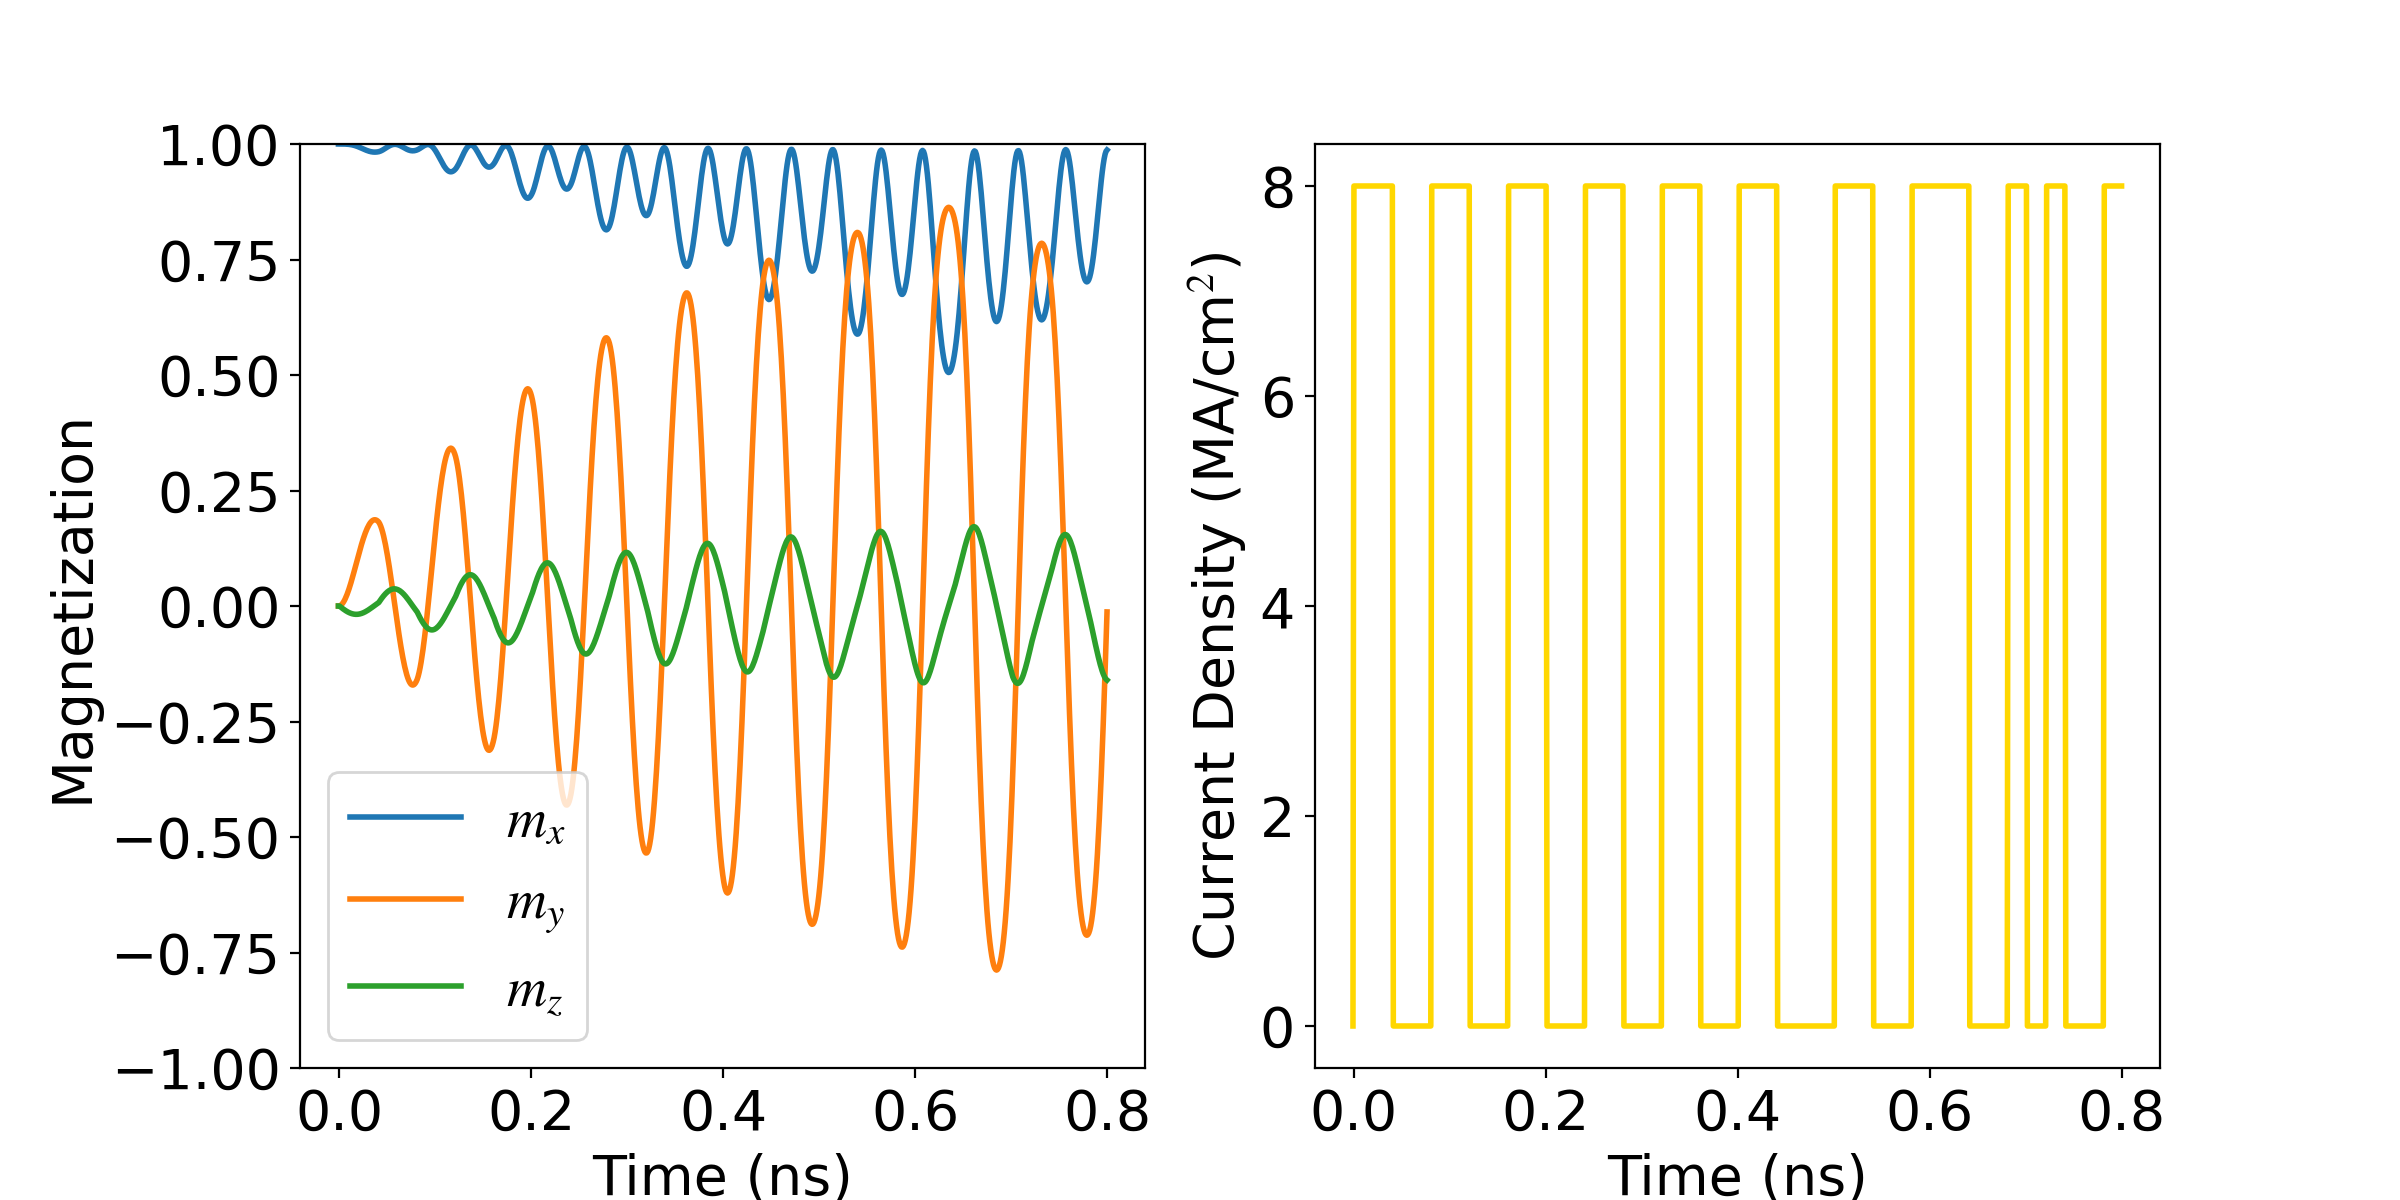 1.00
0.75
0.50
0.25
0.00
−0.25
−0.50
−0.75
−1.00
Magnetization
m_x
m_y
m_z
0.0 0.2 0.4 0.6 0.8
Time (ns)
8
6
4
2
0
Current Density (MA/cm²)
0.0 0.2 0.4 0.6 0.8
Time (ns)